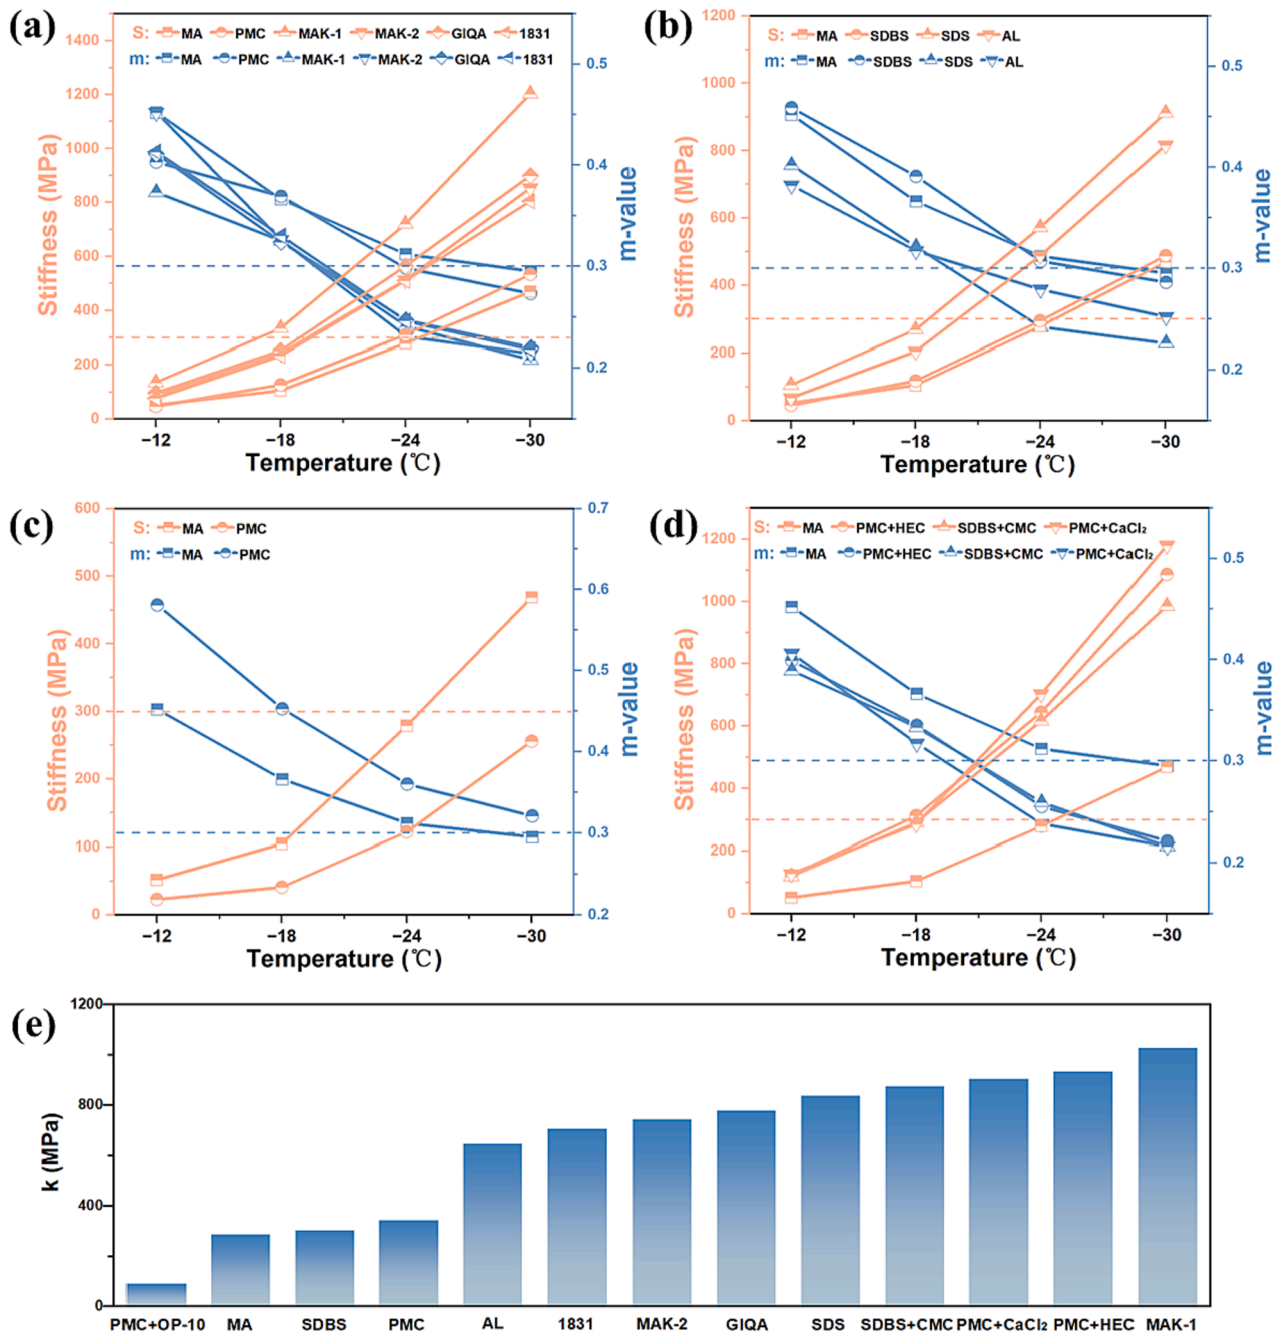 (a)
S: MA PMC MAK-1 MAK-2 GIQA 1831
m: MA PMC MAK-1 MAK-2 GIQA 1831
1400
1200
1000
800
600
400
200
0
Stiffness (MPa)
0.5
0.4
0.3
0.2
m-value
−12 −18 −24 −30
Temperature (℃)
(b)
S: MA SDBS SDS AL
m: MA SDBS SDS AL
1200
1000
800
600
400
200
0
Stiffness (MPa)
0.5
0.4
0.3
0.2
m-value
−12 −18 −24 −30
Temperature (℃)
(c)
S: MA PMC
m: MA PMC
600
500
400
300
200
100
0
Stiffness (MPa)
0.7
0.6
0.5
0.4
0.3
0.2
m-value
−12 −18 −24 −30
Temperature (℃)
(d)
S: MA PMC+HEC SDBS+CMC PMC+CaCl₂
m: MA PMC+HEC SDBS+CMC PMC+CaCl₂
1200
1000
800
600
400
200
0
Stiffness (MPa)
0.5
0.4
0.3
0.2
m-value
−12 −18 −24 −30
Temperature (℃)
(e)
1200
800
400
0
k (MPa)
PMC+OP-10 MA SDBS PMC AL 1831 MAK-2 GIQA SDS SDBS+CMC PMC+CaCl₂ PMC+HEC MAK-1